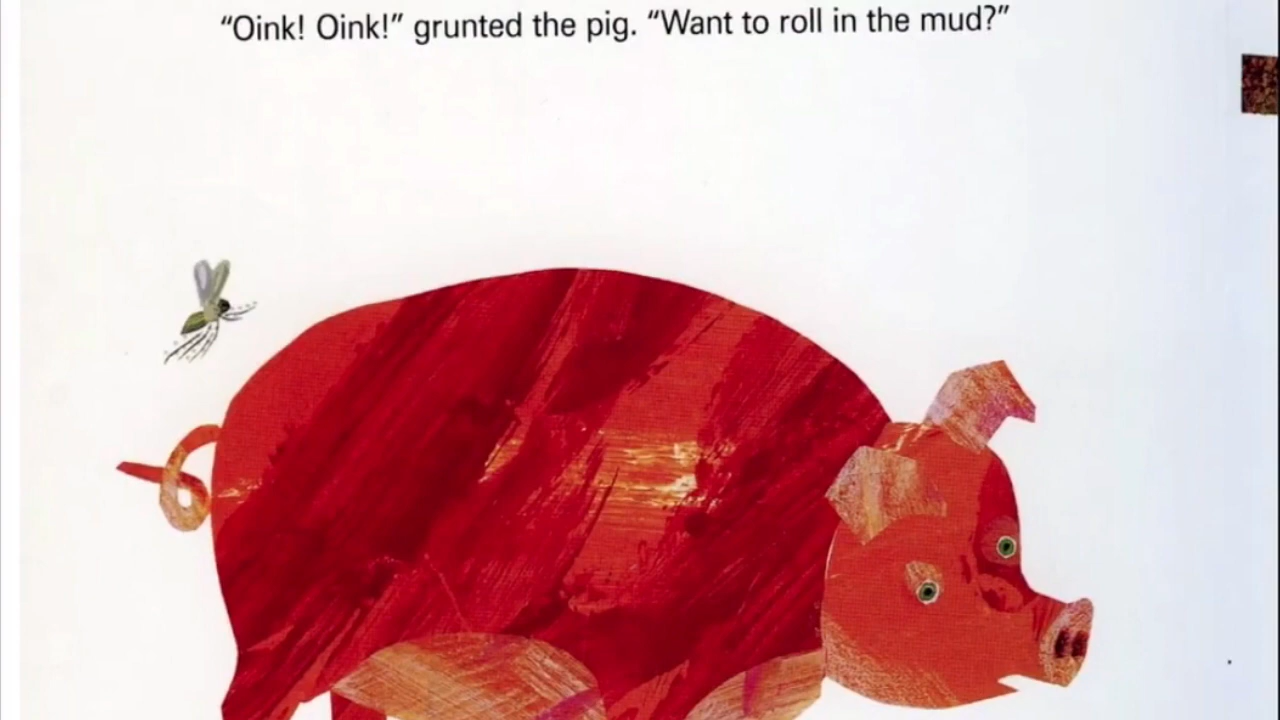 “Oink! Oink!” grunted the pig. “Want to roll in the mud?”